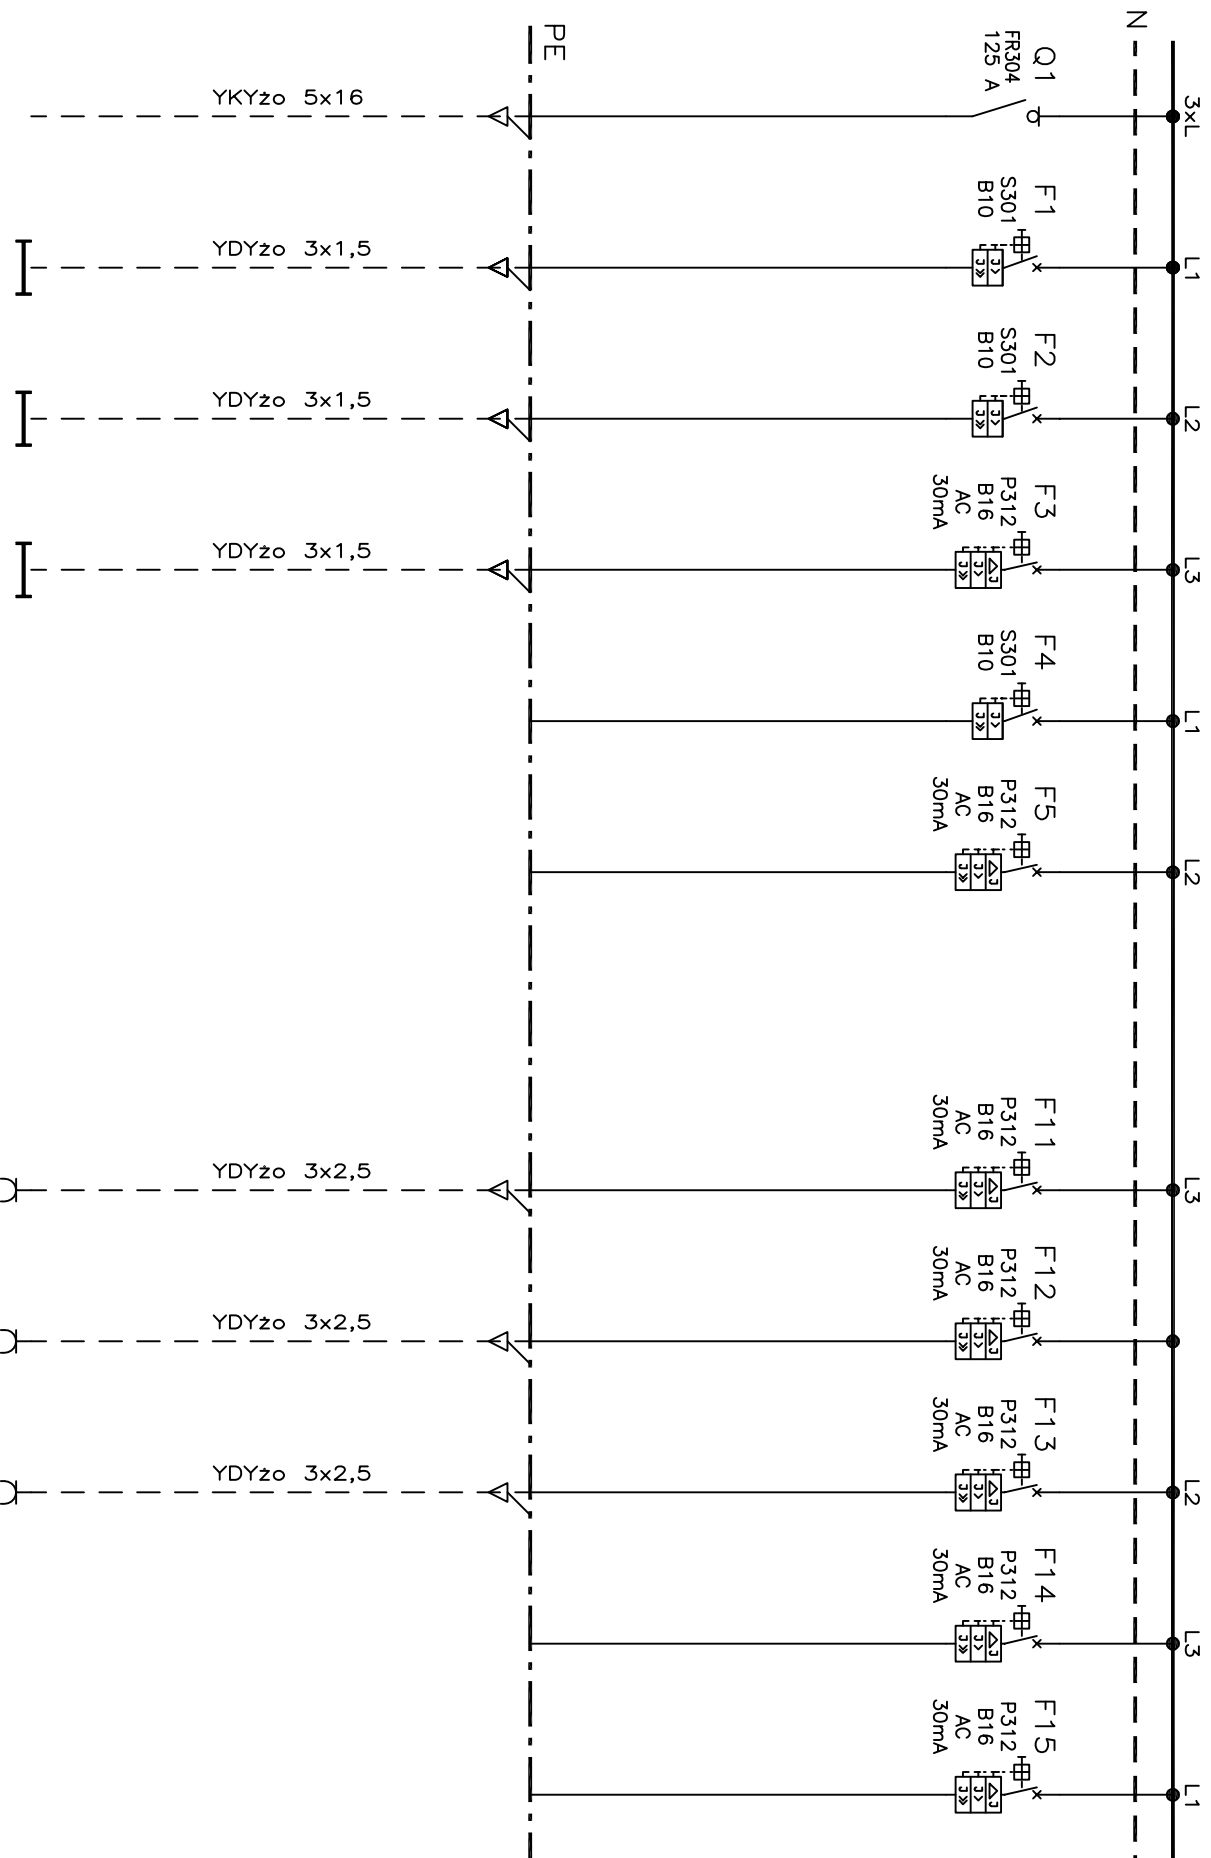 N
3xL
PE
Q1
FR304
125 A
YKYżo 5x16
F1
S301
B10
L1
YDYżo 3x1,5
F2
S301
B10
L2
YDYżo 3x1,5
F3
P312
B16
AC
30mA
L3
YDYżo 3x1,5
F4
S301
B10
L1
F5
P312
B16
AC
30mA
L2
F11
P312
B16
AC
30mA
L3
YDYżo 3x2,5
F12
P312
B16
AC
30mA
YDYżo 3x2,5
F13
P312
B16
AC
30mA
L2
YDYżo 3x2,5
F14
P312
B16
AC
30mA
L3
F15
P312
B16
AC
30mA
L1